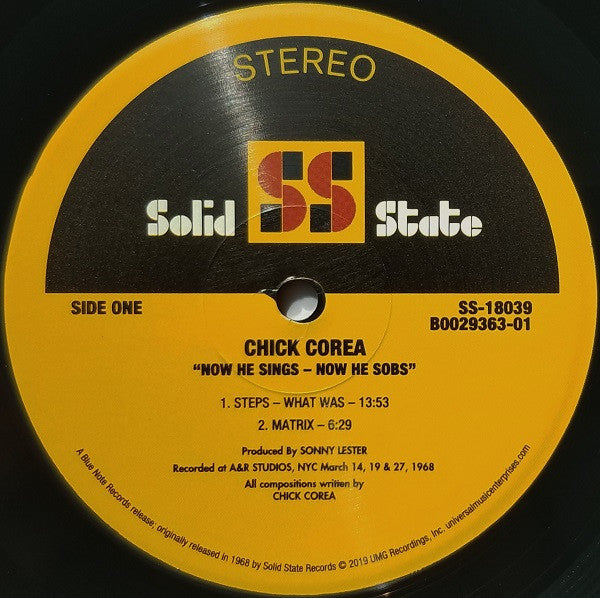 STEREO
Solid SS State
SIDE ONE
SS-18039
B0029363-01
CHICK COREA
"NOW HE SINGS – NOW HE SOBS"
1. STEPS – WHAT WAS – 13:53
2. MATRIX – 6:29
Produced By SONNY LESTER
Recorded at A&R STUDIOS, NYC March 14, 19 & 27, 1968
All compositions written by
CHICK COREA
A Blue Note Records release, originally released in 1968 by Solid State Records © 2019 UMG Recordings, Inc. universalmusicenterprises.com